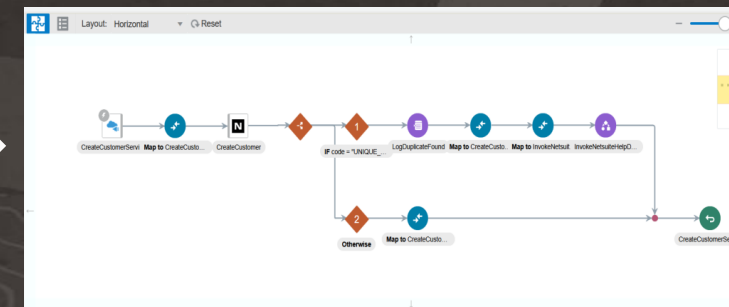 Layout: Horizontal Reset
f
N
1
CreateCustomerServi
Map to CreateCusto...
CreateCustomer
IF code = "UNIQUE_...
LogDuplicateFound
Map to CreateCusto..
Map to InvokeNetsuit
InvokeNetsuiteHelpD...
2
Otherwise
Map to CreateCusto...
CreateCustomerSe